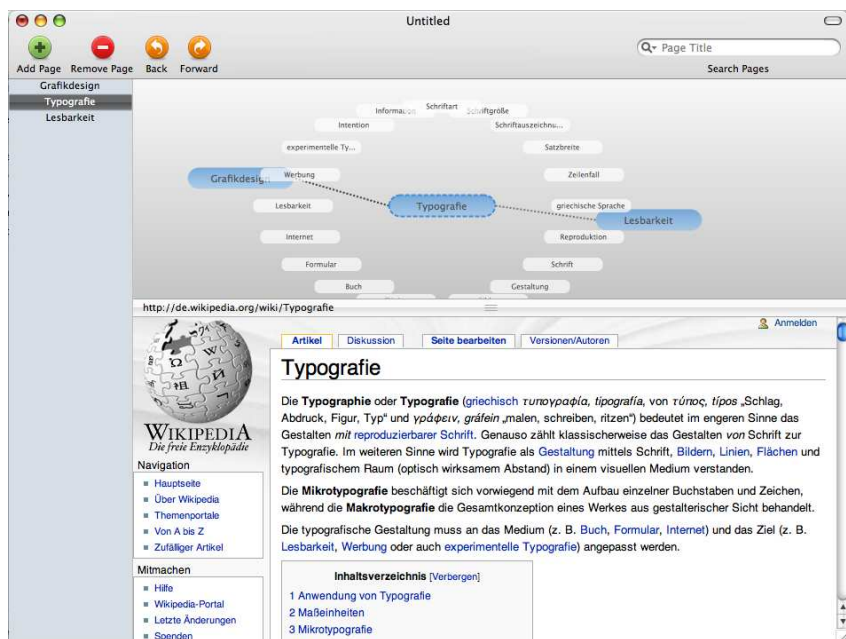 Untitled
Add Page Remove Page Back Forward
Page Title
Search Pages
Grafikdesign
Typografie
Lesbarkeit
Schriftart
Information
Schriftgröße
Intention
Schriftauszeichnu...
experimentelle Ty...
Satzbreite
Grafikdesign
Werbung
Zeilenfall
Lesbarkeit
Typografie
griechische Sprache
Lesbarkeit
Internet
Reproduktion
Formular
Schrift
Buch
Gestaltung
http://de.wikipedia.org/wiki/Typografie
Anmelden
Artikel Diskussion Seite bearbeiten Versionen/Autoren
WIKIPEDIA
Die freie Enzyklopädie
Navigation
Hauptseite
Über Wikipedia
Themenportale
Von A bis Z
Zufälliger Artikel
Mitmachen
Hilfe
Wikipedia-Portal
Letzte Änderungen
Spenden
Typografie
Die Typographie oder Typografie (griechisch τυπογραφία, tipografía, von τύπος, típos „Schlag,
Abdruck, Figur, Typ“ und γράφειν, gráfein „malen, schreiben, ritzen“) bedeutet im engeren Sinne das
Gestalten mit reproduzierbarer Schrift. Genauso zählt klassischerweise das Gestalten von Schrift zur
Typografie. Im weiteren Sinne wird Typografie als Gestaltung mittels Schrift, Bildern, Linien, Flächen und
typografischem Raum (optisch wirksamem Abstand) in einem visuellen Medium verstanden.
Die Mikrotypografie beschäftigt sich vorwiegend mit dem Aufbau einzelner Buchstaben und Zeichen,
während die Makrotypografie die Gesamtkonzeption eines Werkes aus gestalterischer Sicht behandelt.
Die typografische Gestaltung muss an das Medium (z. B. Buch, Formular, Internet) und das Ziel (z. B.
Lesbarkeit, Werbung oder auch experimentelle Typografie) angepasst werden.
Inhaltsverzeichnis [Verbergen]
1 Anwendung von Typografie
2 Maßeinheiten
3 Mikrotypografie